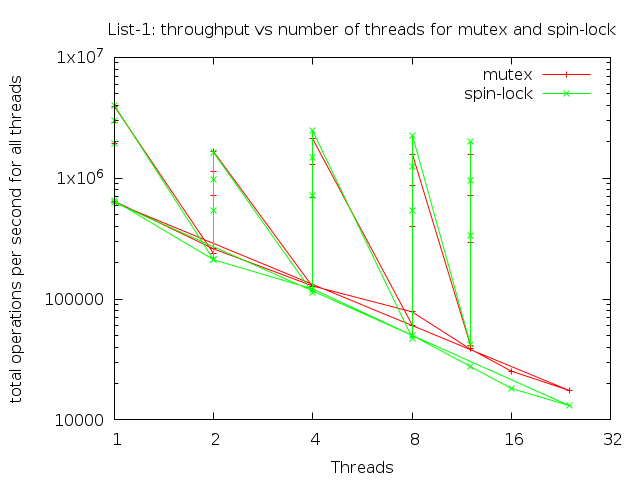 List-1: throughput vs number of threads for mutex and spin-lock
total operations per second for all threads
1x10^7
1x10^6
100000
10000
mutex
spin-lock
1 2 4 8 16 32
Threads